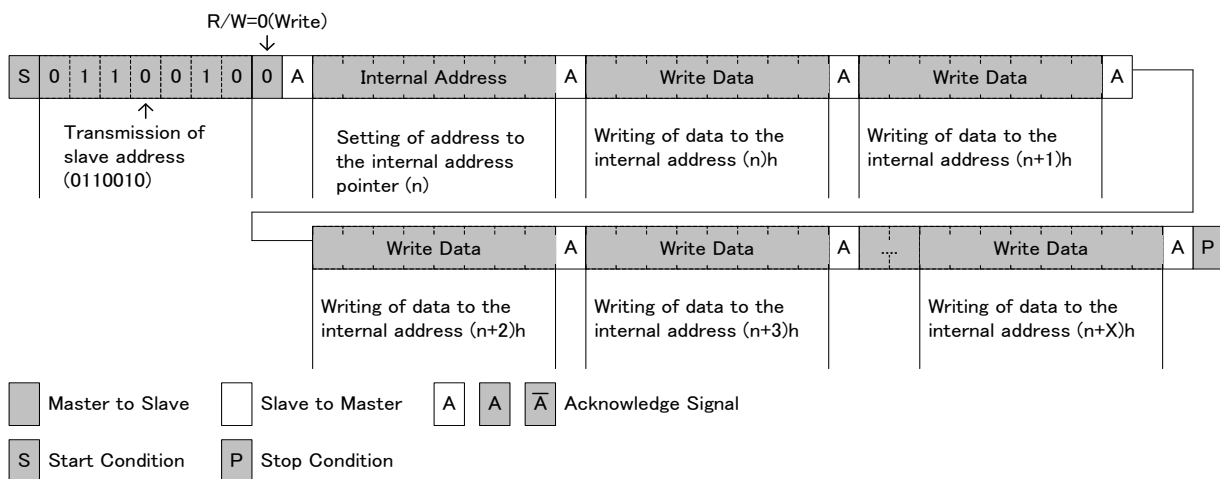 R/W=0(Write)
S 0 1 1 0 0 1 0 0 A Internal Address A Write Data A Write Data A
Transmission of
slave address
(0110010)
Setting of address to
the internal address
pointer (n)
Writing of data to the
internal address (n)h
Writing of data to the
internal address (n+1)h
Write Data A Write Data A .... Write Data A P
Writing of data to the
internal address (n+2)h
Writing of data to the
internal address (n+3)h
Writing of data to the
internal address (n+X)h
Master to Slave Slave to Master A A A̅ Acknowledge Signal
S Start Condition P Stop Condition